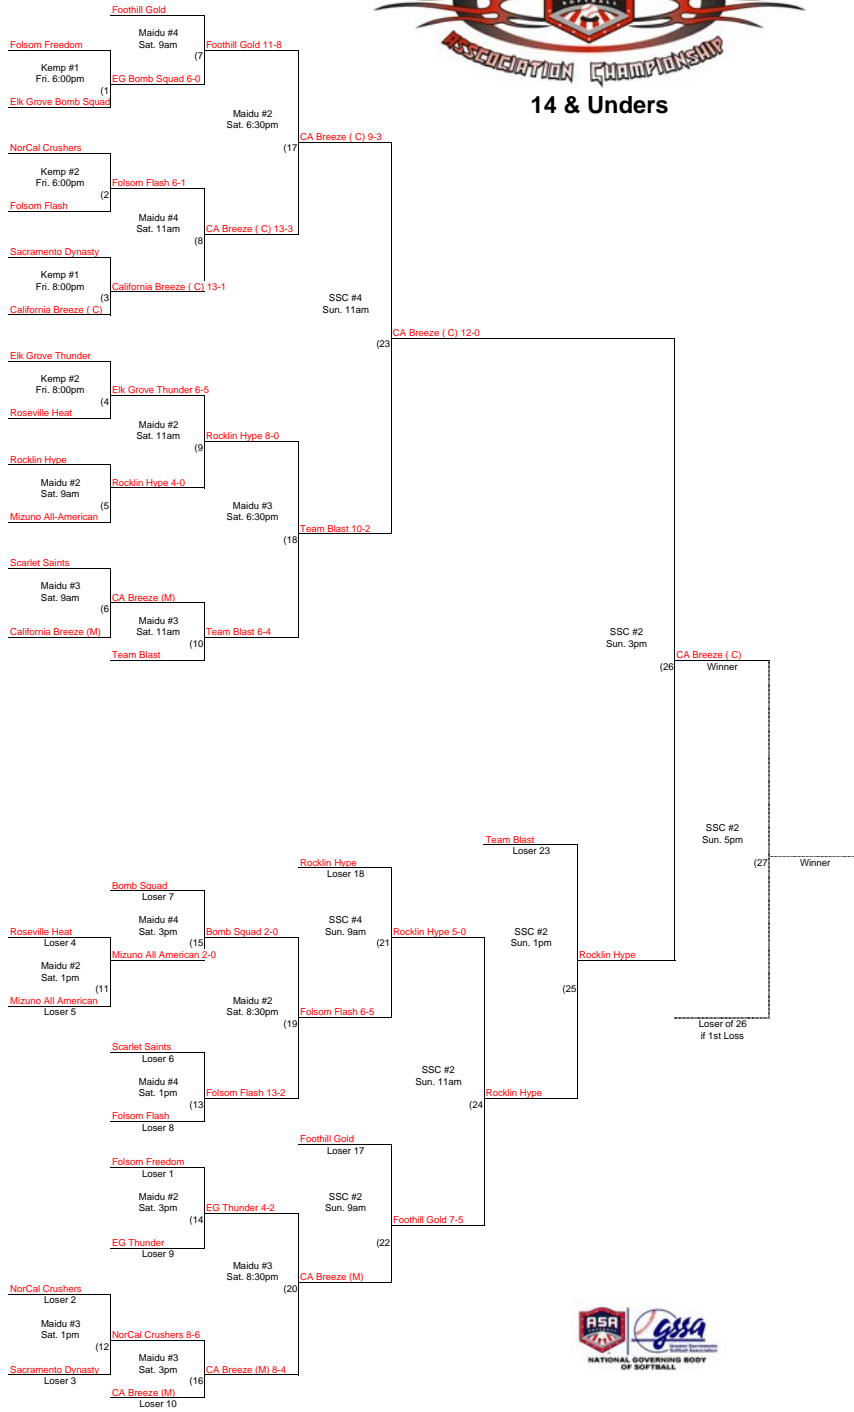 SOFTBALL
ASSOCIATION CHAMPIONSHIP
14 & Unders
Foothill Gold
Maidu #4
Sat. 9am
(7
Foothill Gold 11-8
Folsom Freedom
Kemp #1
Fri. 6:00pm
(1
EG Bomb Squad 6-0
Elk Grove Bomb Squad
Maidu #2
Sat. 6:30pm
(17
CA Breeze ( C) 9-3
NorCal Crushers
Kemp #2
Fri. 6:00pm
(2
Folsom Flash 6-1
Folsom Flash
Maidu #4
Sat. 11am
(8
CA Breeze ( C) 13-3
Sacramento Dynasty
Kemp #1
Fri. 8:00pm
(3
California Breeze ( C) 13-1
California Breeze ( C)
SSC #4
Sun. 11am
(23
CA Breeze ( C) 12-0
Elk Grove Thunder
Kemp #2
Fri. 8:00pm
(4
Elk Grove Thunder 6-5
Roseville Heat
Maidu #2
Sat. 11am
(9
Rocklin Hype 8-0
Rocklin Hype
Maidu #2
Sat. 9am
(5
Rocklin Hype 4-0
Mizuno All-American
Maidu #3
Sat. 6:30pm
(18
Team Blast 10-2
Scarlet Saints
Maidu #3
Sat. 9am
(6
CA Breeze (M)
California Breeze (M)
Maidu #3
Sat. 11am
(10
Team Blast 6-4
Team Blast
SSC #2
Sun. 3pm
(26
CA Breeze ( C)
Winner
SSC #2
Sun. 5pm
(27
Winner
Team Blast
Loser 23
Rocklin Hype
Loser 18
Bomb Squad
Loser 7
Maidu #4
Sat. 3pm
(15
Bomb Squad 2-0
Roseville Heat
Loser 4
Maidu #2
Sat. 1pm
(11
Mizuno All American 2-0
Mizuno All American
Loser 5
SSC #4
Sun. 9am
(21
Rocklin Hype 5-0
SSC #2
Sun. 1pm
(25
Rocklin Hype
Maidu #2
Sat. 8:30pm
(19
Folsom Flash 6-5
Loser of 26
if 1st Loss
Scarlet Saints
Loser 6
Maidu #4
Sat. 1pm
(13
Folsom Flash 13-2
Folsom Flash
Loser 8
SSC #2
Sun. 11am
(24
Rocklin Hype
Foothill Gold
Loser 17
Folsom Freedom
Loser 1
Maidu #2
Sat. 3pm
(14
EG Thunder 4-2
EG Thunder
Loser 9
SSC #2
Sun. 9am
(22
Foothill Gold 7-5
Maidu #3
Sat. 8:30pm
(20
CA Breeze (M)
NorCal Crushers
Loser 2
Maidu #3
Sat. 1pm
(12
NorCal Crushers 8-6
Sacramento Dynasty
Loser 3
Maidu #3
Sat. 3pm
(16
CA Breeze (M) 8-4
CA Breeze (M)
Loser 10
ASA
gssa
Greater Sacramento
Softball Association
NATIONAL GOVERNING BODY
OF SOFTBALL